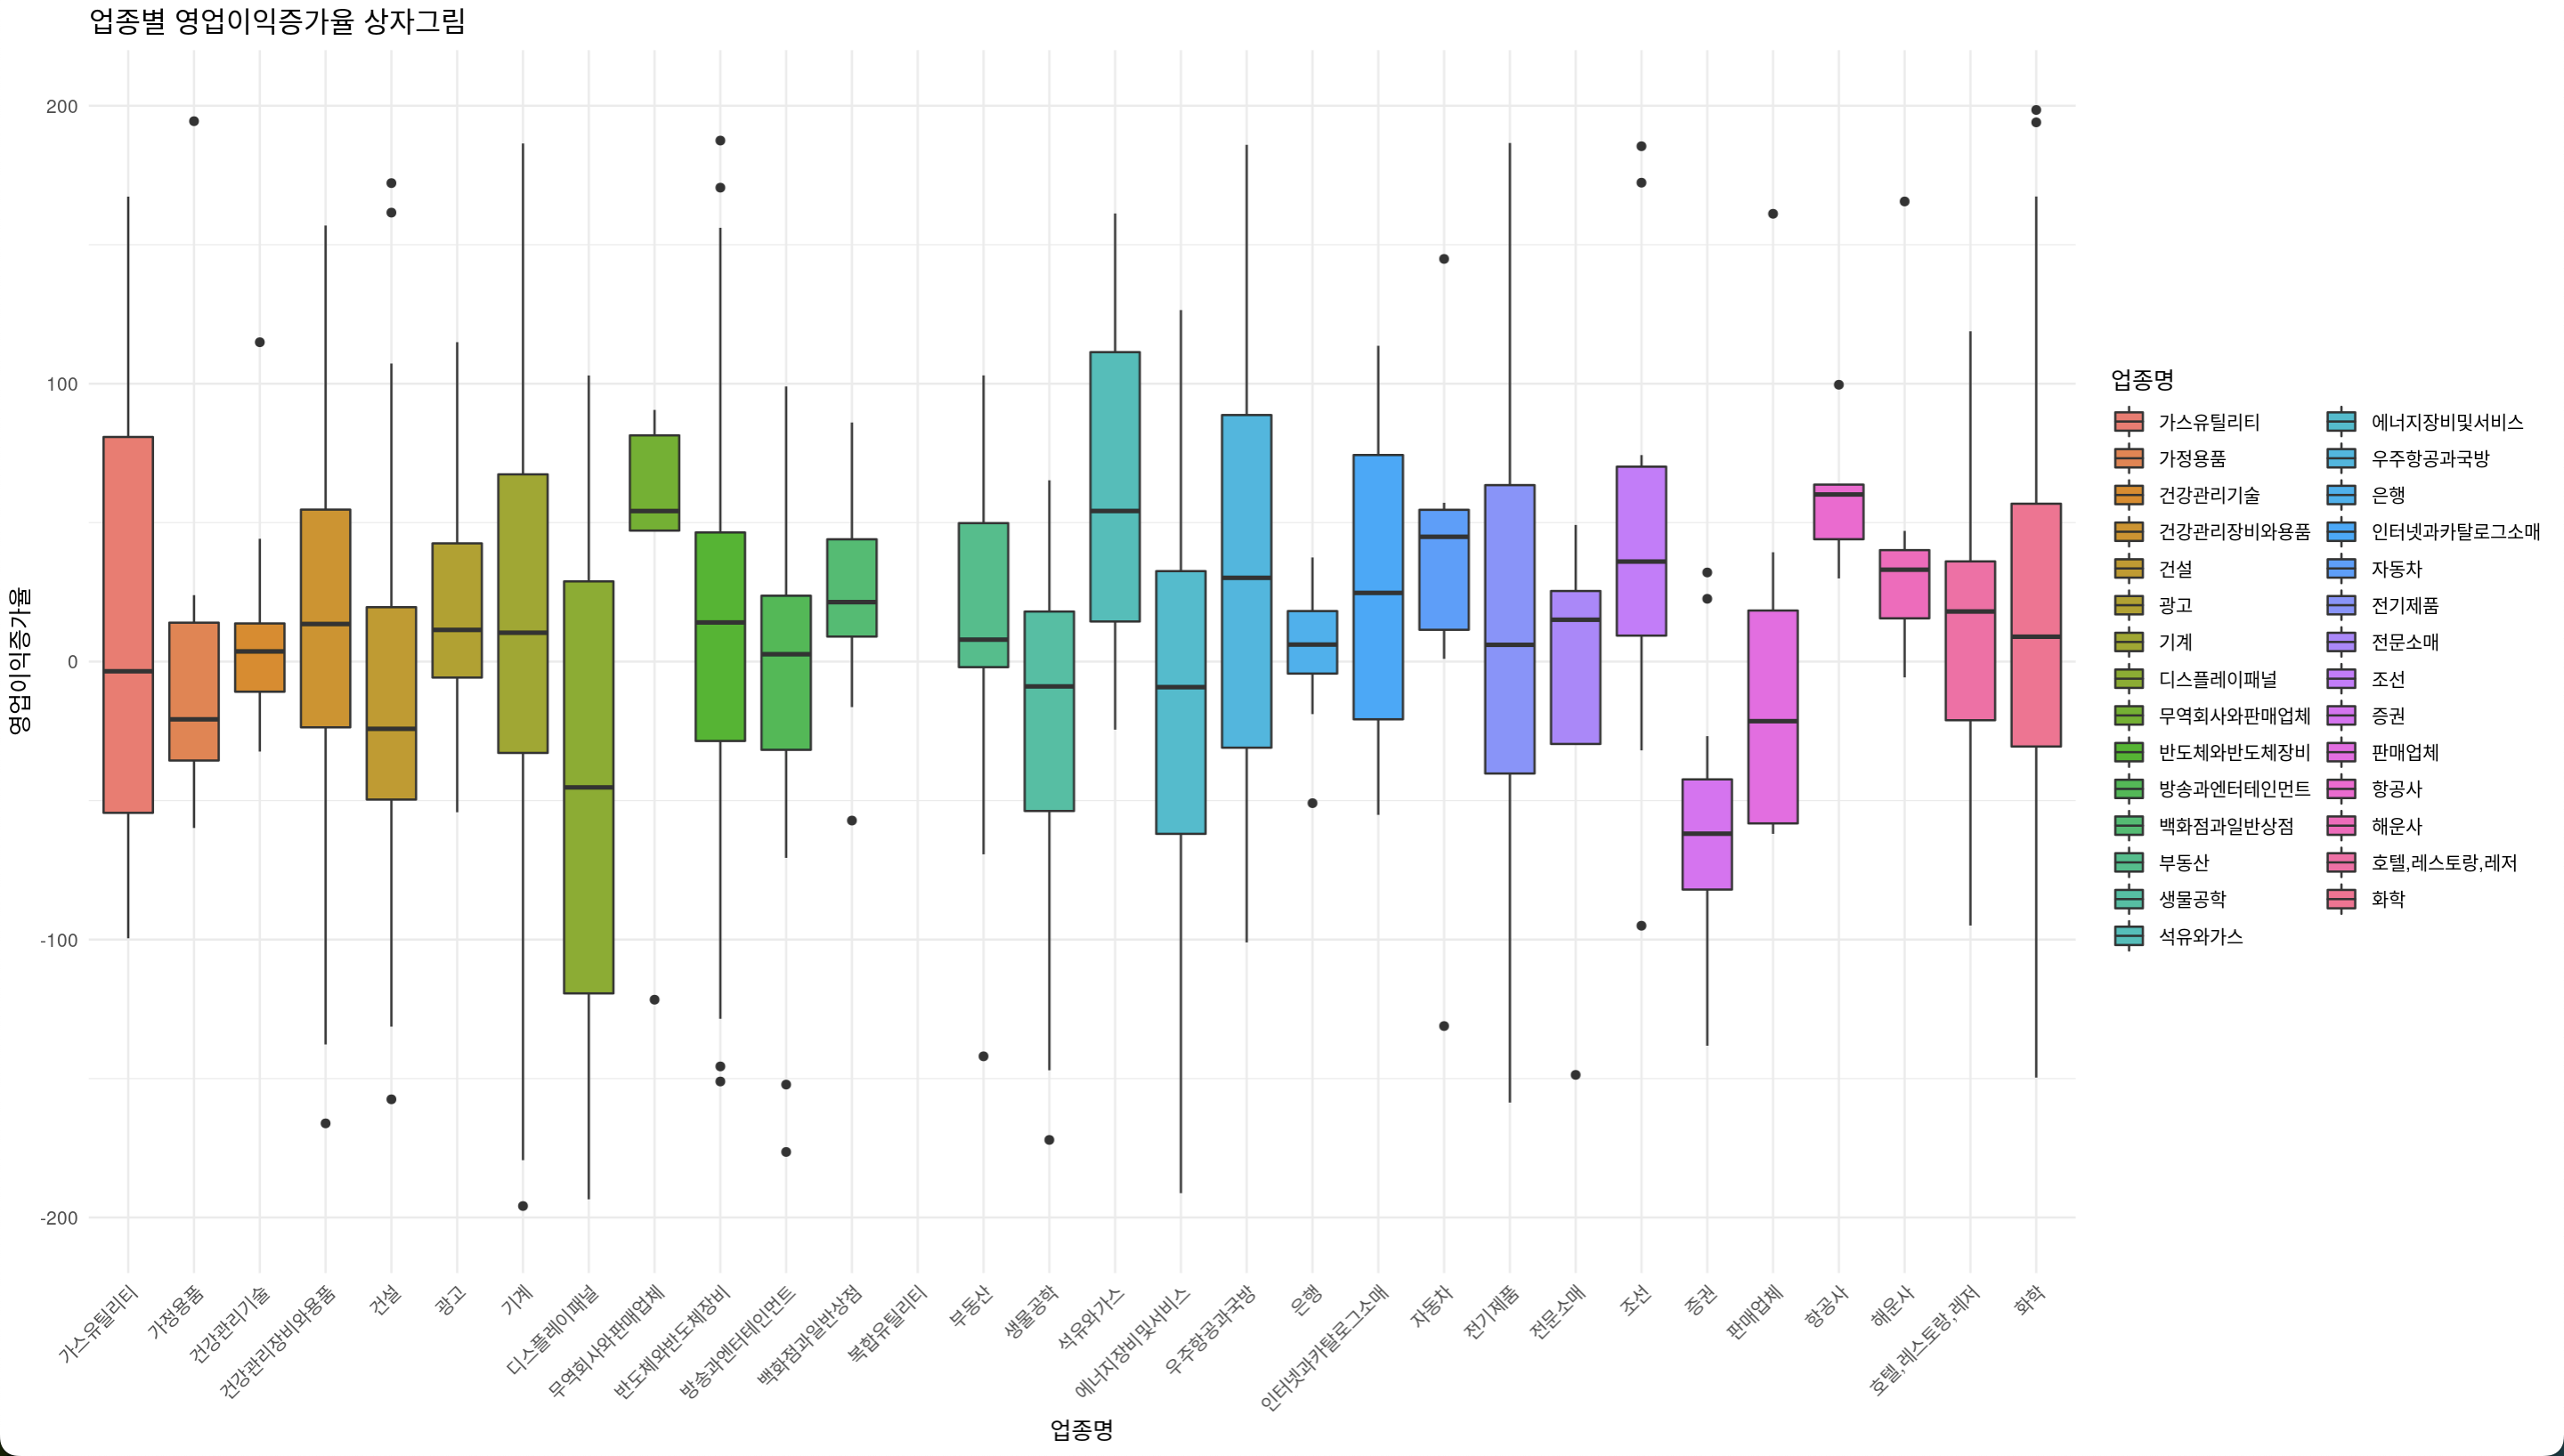 업종별 영업이익증가율 상자그림
영업이익증가율
200
100
0
-100
-200
가스유틸리티
가정용품
건강관리기술
건강관리장비와용품
건설
광고
기계
디스플레이패널
무역회사와판매업체
반도체와반도체장비
방송과엔터테인먼트
백화점과일반상점
복합유틸리티
부동산
생물공학
석유와가스
에너지장비및서비스
우주항공과국방
은행
인터넷과카탈로그소매
자동차
전기제품
전문소매
조선
증권
판매업체
항공사
해운사
호텔,레스토랑,레저
화학
업종명
업종명
가스유틸리티
가정용품
건강관리기술
건강관리장비와용품
건설
광고
기계
디스플레이패널
무역회사와판매업체
반도체와반도체장비
방송과엔터테인먼트
백화점과일반상점
부동산
생물공학
석유와가스
에너지장비및서비스
우주항공과국방
은행
인터넷과카탈로그소매
자동차
전기제품
전문소매
조선
증권
판매업체
항공사
해운사
호텔,레스토랑,레저
화학